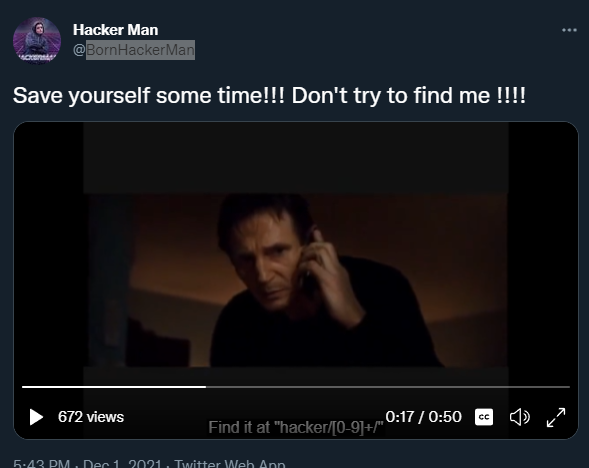 Hacker Man
@BornHackerMan
Save yourself some time!!! Don't try to find me !!!!
672 views
0:17 / 0:50
cc
Find it at "hacker/[0-9]+/"
5:43 PM · Dec 1, 2021 · Twitter Web App